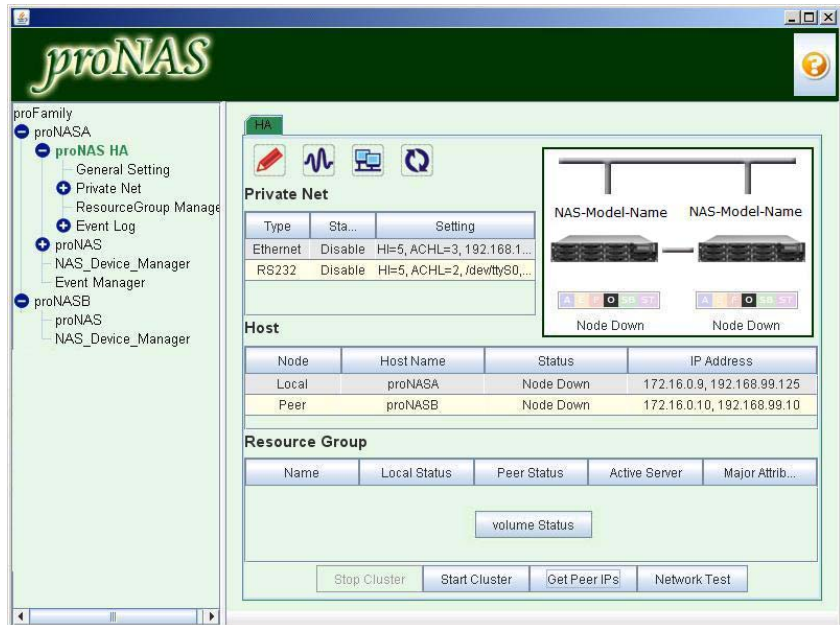 proNAS
proFamily
proNASA
proNAS HA
General Setting
Private Net
ResourceGroup Manage
Event Log
proNAS
NAS_Device_Manager
Event Manager
proNASB
proNAS
NAS_Device_Manager
HA
Private Net
Type Sta... Setting
Ethernet Disable HI=5, ACHL=3, 192.168.1...
RS232 Disable HI=5, ACHL=2, /dev/ttyS0,...
NAS-Model-Name NAS-Model-Name
O SB ST O SB ST
Node Down Node Down
Host
Node Host Name Status IP Address
Local proNASA Node Down 172.16.0.9, 192.168.99.125
Peer proNASB Node Down 172.16.0.10, 192.168.99.10
Resource Group
Name Local Status Peer Status Active Server Major Attrib...
volume Status
Stop Cluster Start Cluster Get Peer IPs Network Test